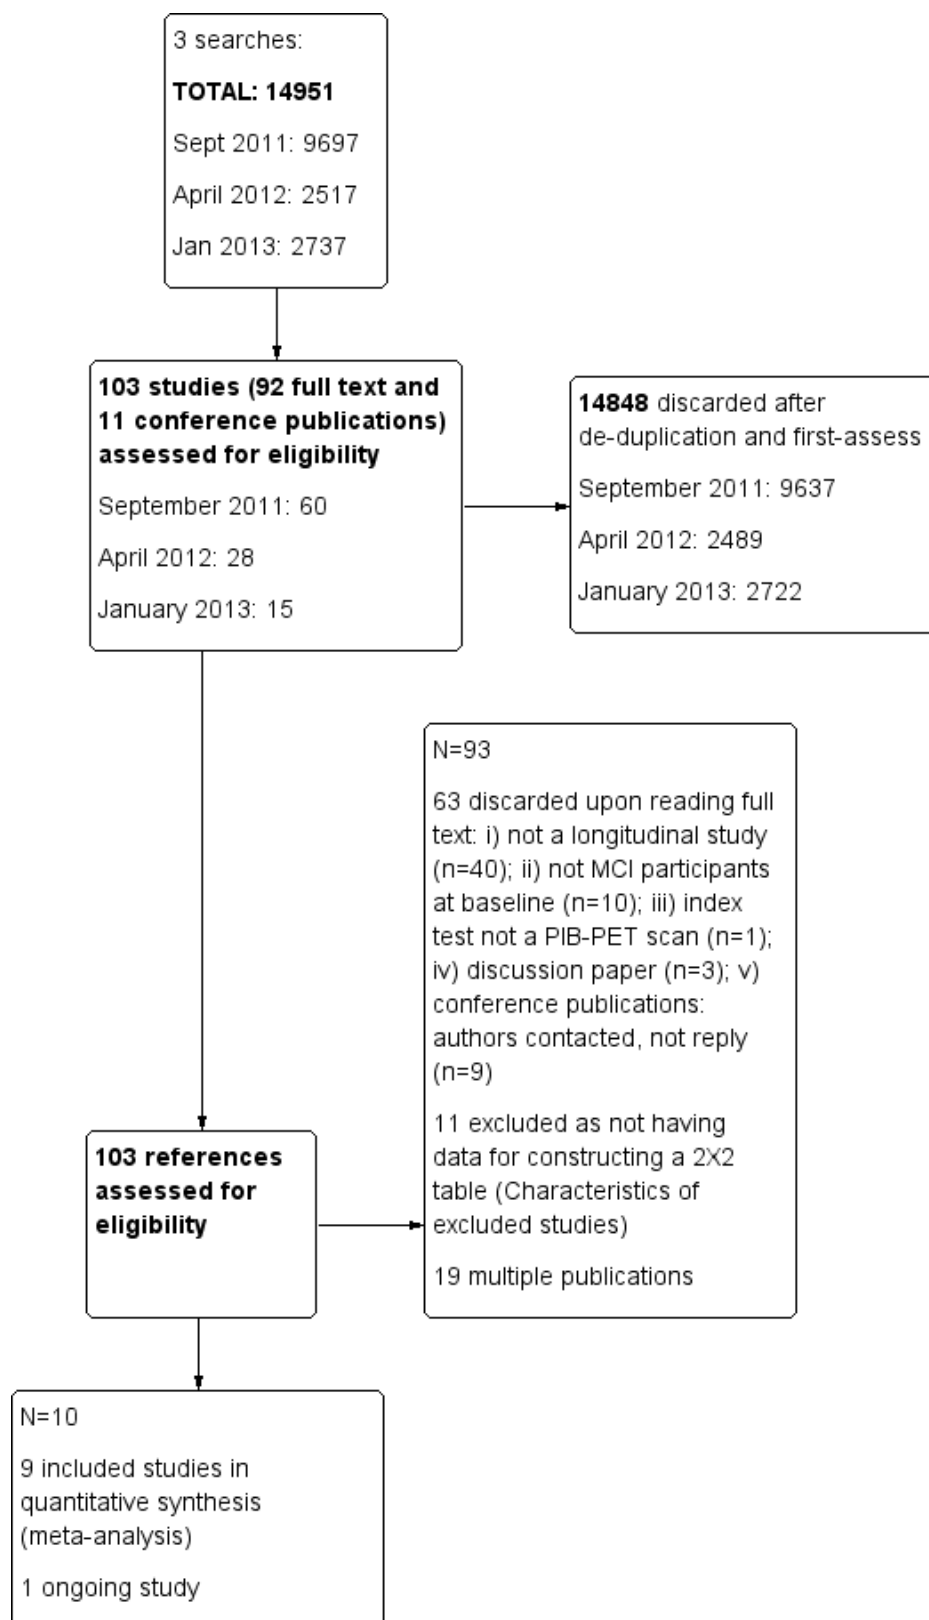 3 searches:
TOTAL: 14951
Sept 2011: 9697
April 2012: 2517
Jan 2013: 2737
103 studies (92 full text and
11 conference publications)
assessed for eligibility
September 2011: 60
April 2012: 28
January 2013: 15
14848 discarded after
de-duplication and first-assess
September 2011: 9637
April 2012: 2489
January 2013: 2722
N=93
63 discarded upon reading full
text: i) not a longitudinal study
(n=40); ii) not MCI participants
at baseline (n=10); iii) index
test not a PIB-PET scan (n=1);
iv) discussion paper (n=3); v)
conference publications:
authors contacted, not reply
(n=9)
11 excluded as not having
data for constructing a 2X2
table (Characteristics of
excluded studies)
19 multiple publications
103 references
assessed for
eligibility
N=10
9 included studies in
quantitative synthesis
(meta-analysis)
1 ongoing study